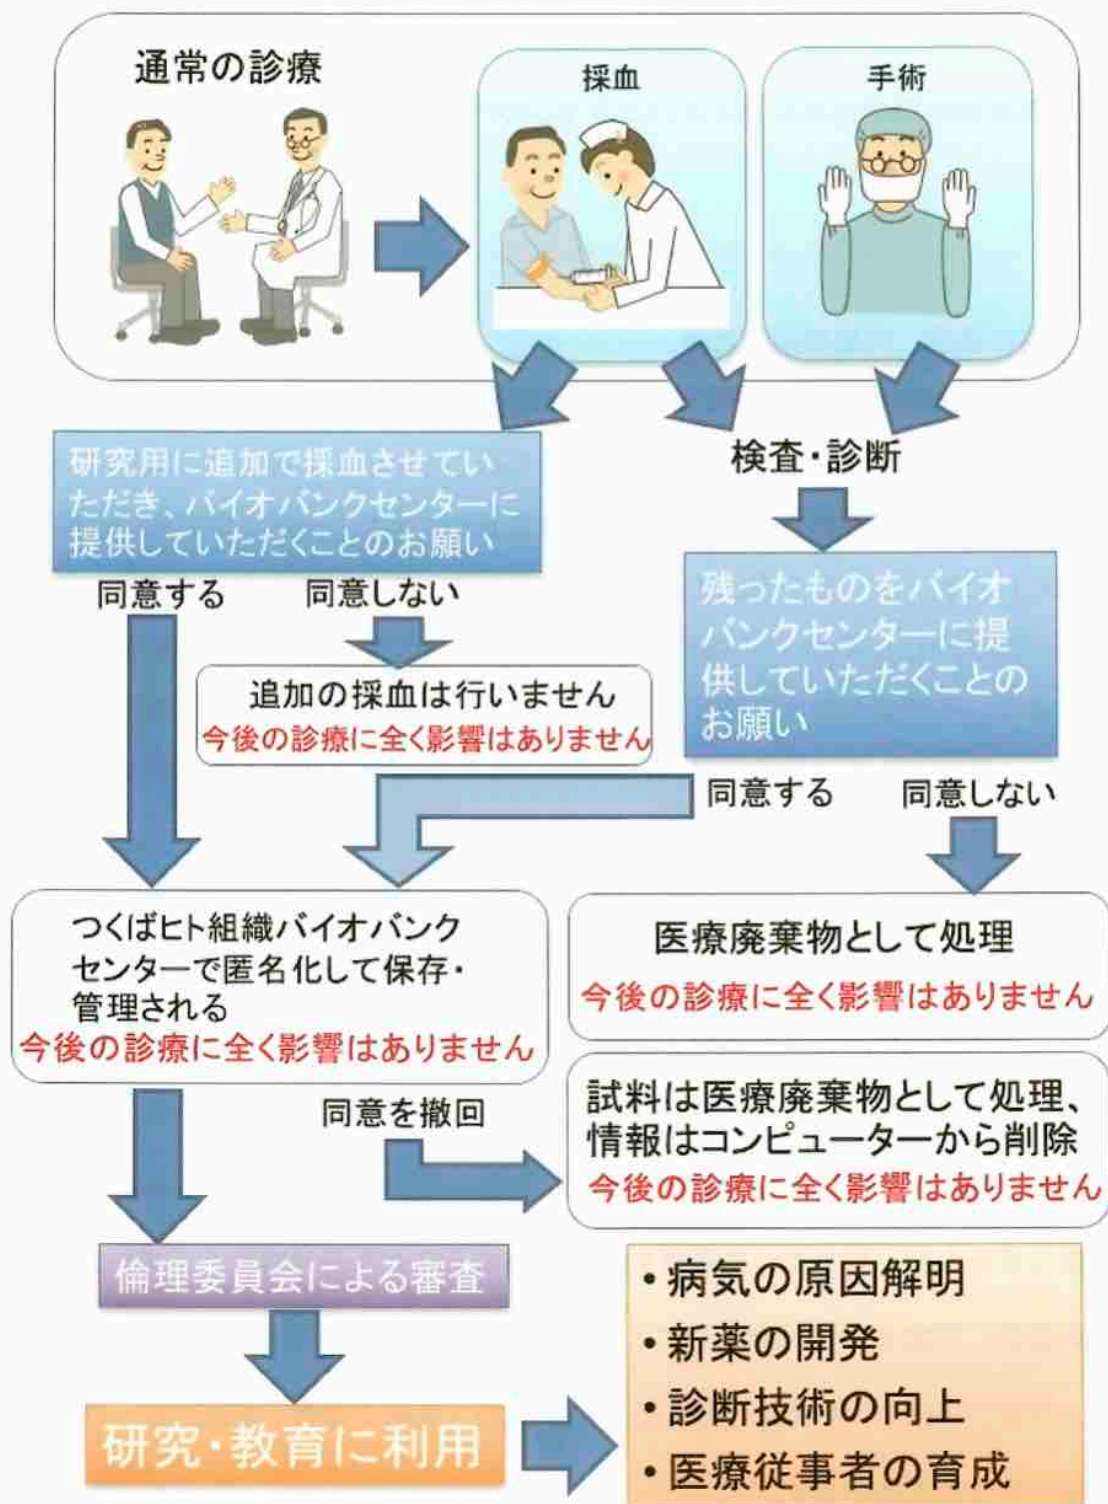 通常の診療
採血
手術
研究用に追加で採血させてい
ただき、バイオバンクセンターに
提供していただくことのお願い
検査・診断
同意する
同意しない
残ったものをバイオ
バンクセンターに提
供していただくことの
お願い
追加の採血は行いません
今後の診療に全く影響はありません
同意する
同意しない
つくばヒト組織バイオバンク
センターで匿名化して保存・
管理される
今後の診療に全く影響はありません
医療廃棄物として処理
今後の診療に全く影響はありません
同意を撤回
試料は医療廃棄物として処理、
情報はコンピューターから削除
今後の診療に全く影響はありません
倫理委員会による審査
研究・教育に利用
・病気の原因解明
・新薬の開発
・診断技術の向上
・医療従事者の育成